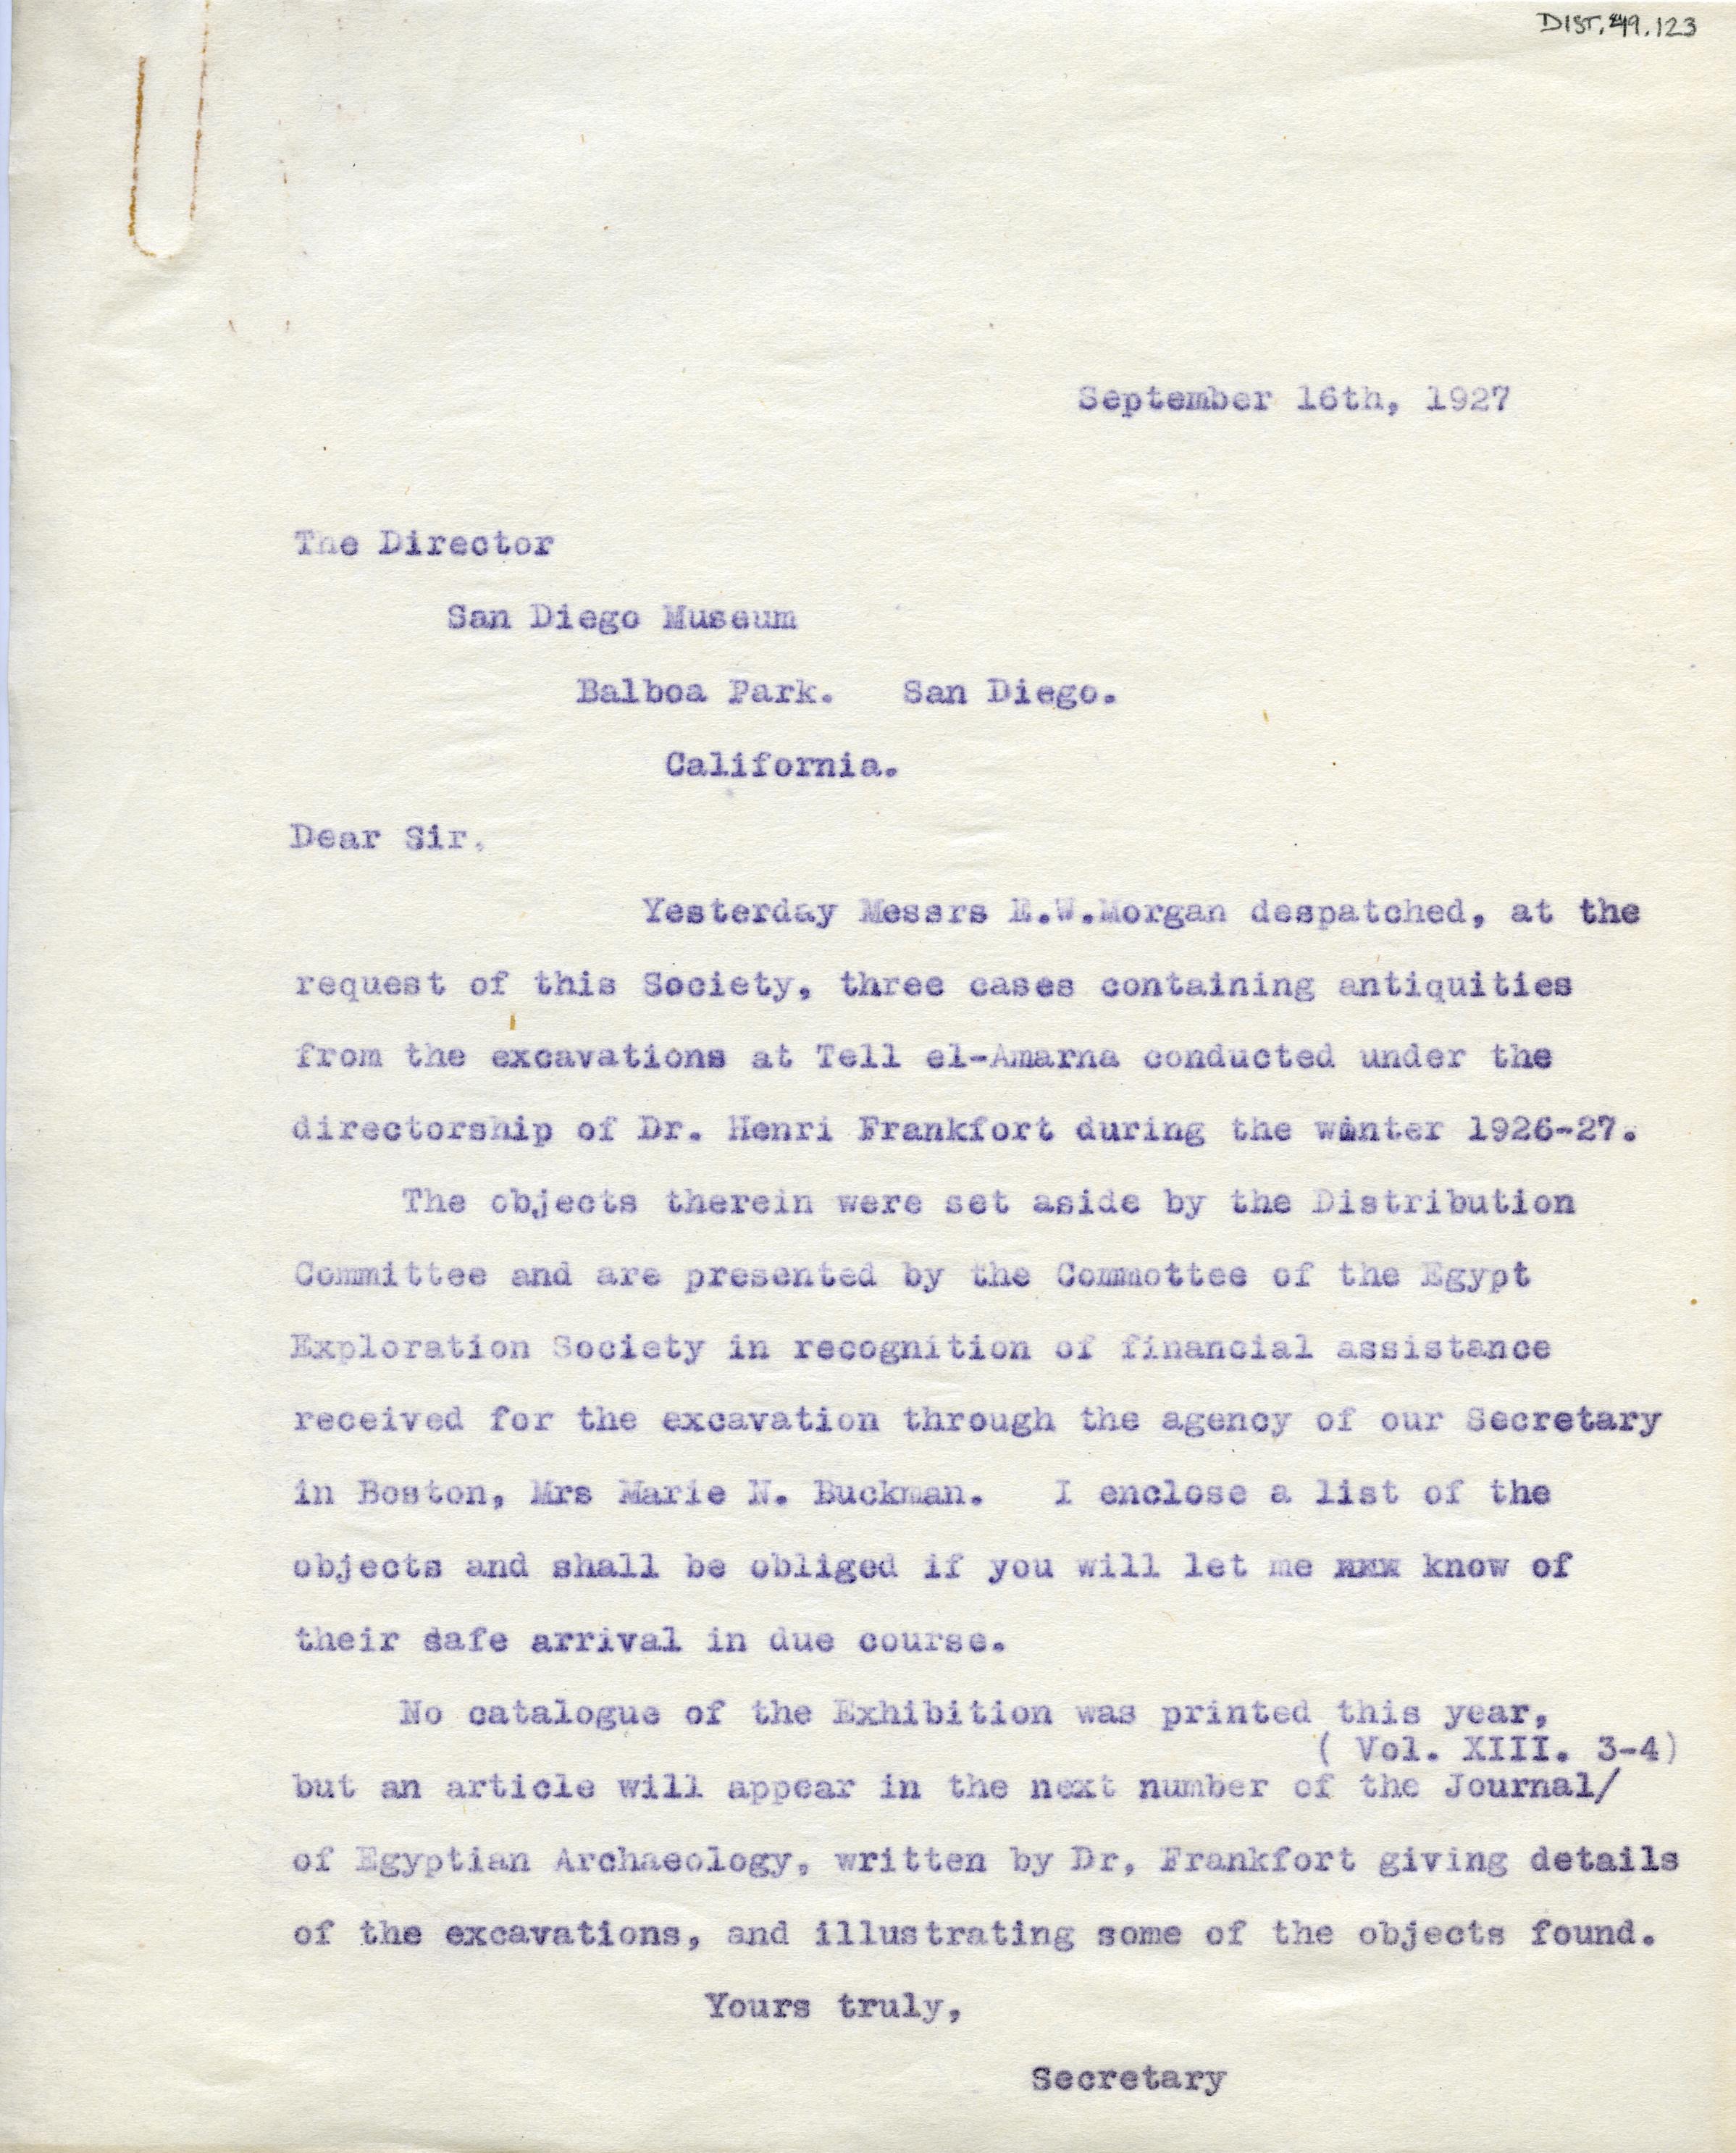 DIST.49.123
September 16th, 1927
The Director
San Diego Museum
Balboa Park. San Diego.
California.
Dear Sir.
Yesterday Messrs E.W.Morgan despatched, at the
request of this Society, three cases containing antiquities
from the excavations at Tell el-Amarna conducted under the
directorship of Dr. Henri Frankfort during the winter 1926-27.
The objects therein were set aside by the Distribution
Committee and are presented by the Commottee of the Egypt
Exploration Society in recognition of financial assistance
received for the excavation through the agency of our Secretary
in Boston, Mrs Marie N. Buckman. I enclose a list of the
objects and shall be obliged if you will let me know of
their safe arrival in due course.
No catalogue of the Exhibition was printed this year,
( Vol. XIII. 3-4)
but an article will appear in the next number of the Journal/
of Egyptian Archaeology, written by Dr, Frankfort giving details
of the excavations, and illustrating some of the objects found.
Yours truly,
Secretary